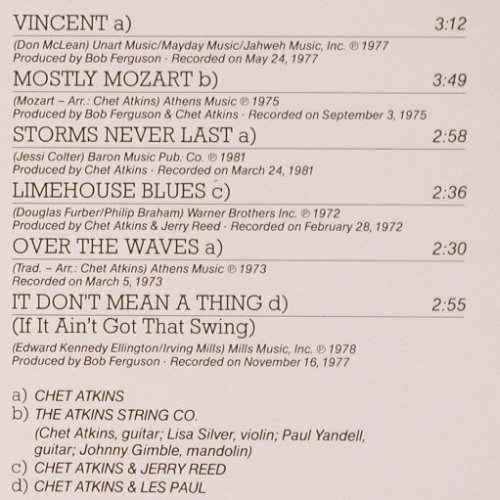 VINCENT a) 3:12
(Don McLean) Unart Music/Mayday Music/Jahweh Music, Inc. ℗ 1977
Produced by Bob Ferguson · Recorded on May 24, 1977
MOSTLY MOZART b) 3:49
(Mozart – Arr.: Chet Atkins) Athens Music ℗ 1975
Produced by Bob Ferguson & Chet Atkins · Recorded on September 3, 1975
STORMS NEVER LAST a) 2:58
(Jessi Colter) Baron Music Pub. Co. ℗ 1981
Produced by Chet Atkins · Recorded on March 24, 1981
LIMEHOUSE BLUES c) 2:36
(Douglas Furber/Philip Braham) Warner Brothers Inc. ℗ 1972
Produced by Chet Atkins & Jerry Reed · Recorded on February 28, 1972
OVER THE WAVES a) 2:30
(Trad. – Arr.: Chet Atkins) Athens Music ℗ 1973
Recorded on March 5, 1973
IT DON'T MEAN A THING d) 2:55
(If It Ain't Got That Swing)
(Edward Kennedy Ellington/Irving Mills) Mills Music, Inc. ℗ 1978
Produced by Bob Ferguson · Recorded on November 16, 1977
a) CHET ATKINS
b) THE ATKINS STRING CO.
(Chet Atkins, guitar; Lisa Silver, violin; Paul Yandell,
guitar; Johnny Gimble, mandolin)
c) CHET ATKINS & JERRY REED
d) CHET ATKINS & LES PAUL